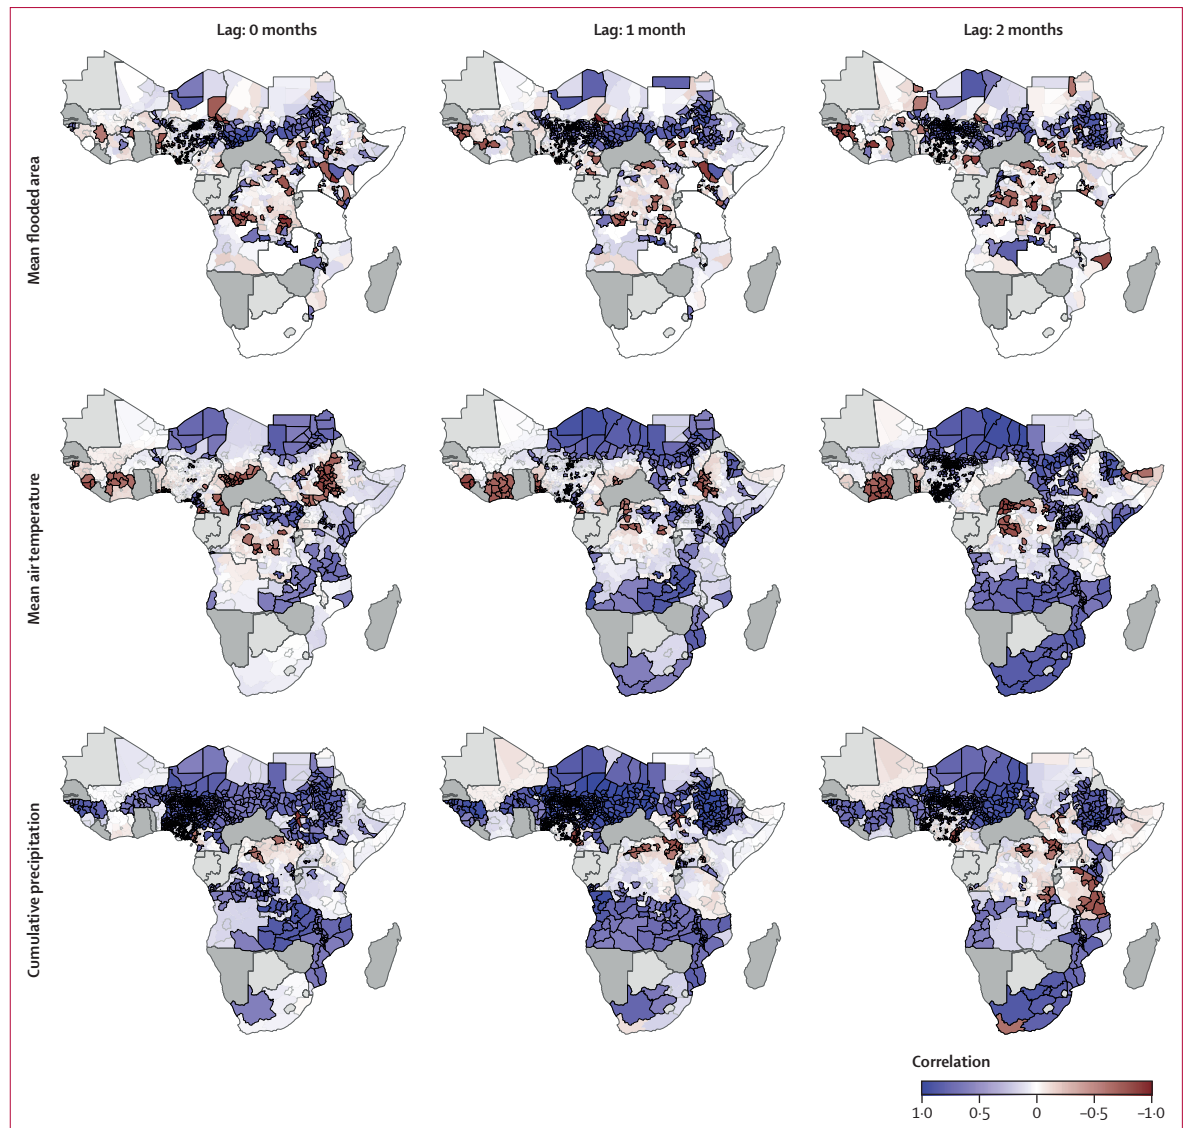 Lag: 0 months
Lag: 1 month
Lag: 2 months
Mean flooded area
Mean air temperature
Cumulative precipitation
Correlation
1·0
0·5
0
–0·5
–1·0